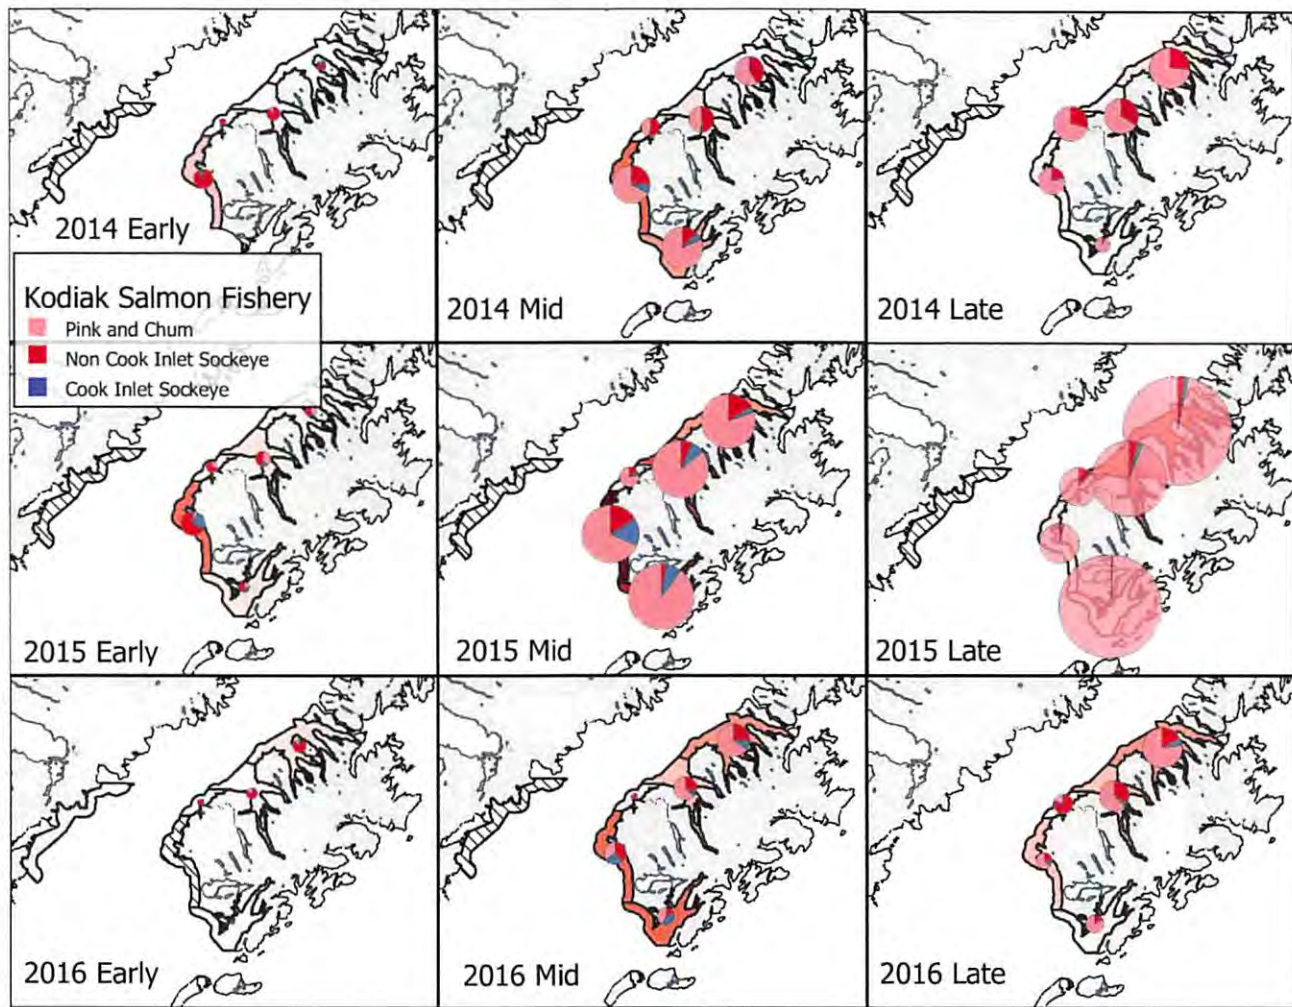 2014 Early
2014 Mid
2014 Late
Kodiak Salmon Fishery
Pink and Chum
Non Cook Inlet Sockeye
Cook Inlet Sockeye
2015 Early
2015 Mid
2015 Late
2016 Early
2016 Mid
2016 Late